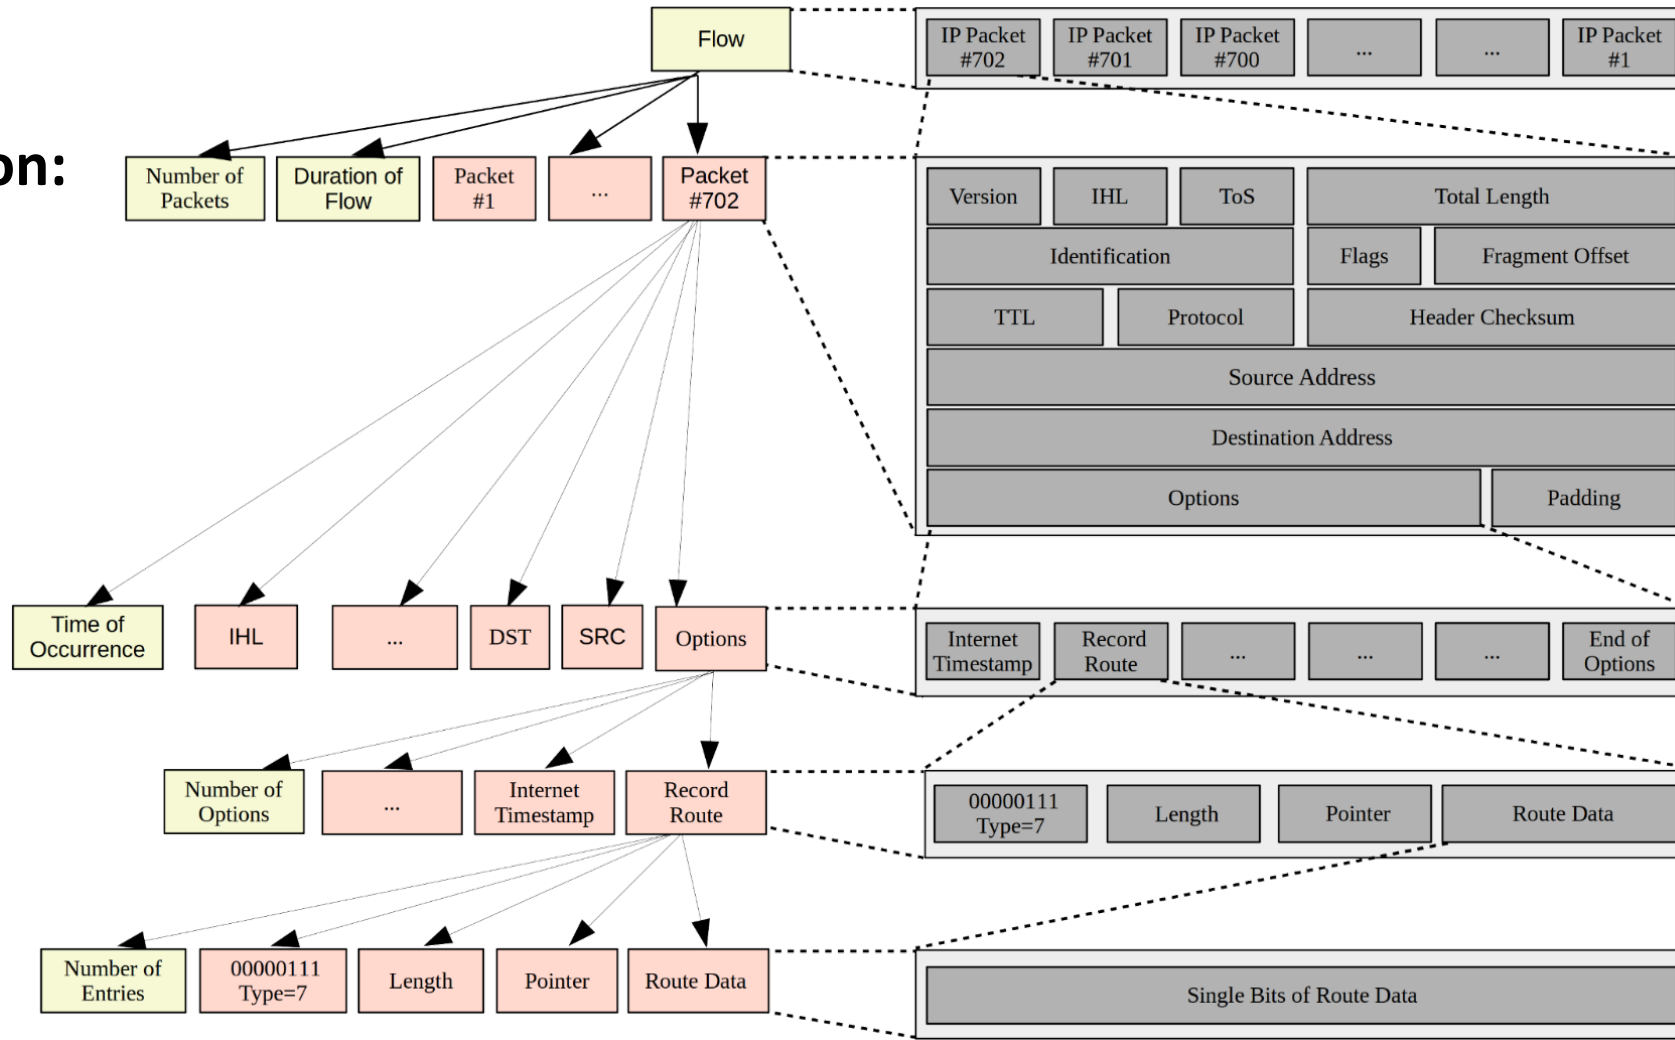 Flow
IP Packet
#702
IP Packet
#701
IP Packet
#700
...
...
IP Packet
#1
on:
Number of
Packets
Duration of
Flow
Packet
#1
...
Packet
#702
Version
IHL
ToS
Total Length
Identification
Flags
Fragment Offset
TTL
Protocol
Header Checksum
Source Address
Destination Address
Options
Padding
Time of
Occurrence
IHL
...
DST
SRC
Options
Internet
Timestamp
Record
Route
...
...
...
End of
Options
Number of
Options
...
Internet
Timestamp
Record
Route
00000111
Type=7
Length
Pointer
Route Data
Number of
Entries
00000111
Type=7
Length
Pointer
Route Data
Single Bits of Route Data